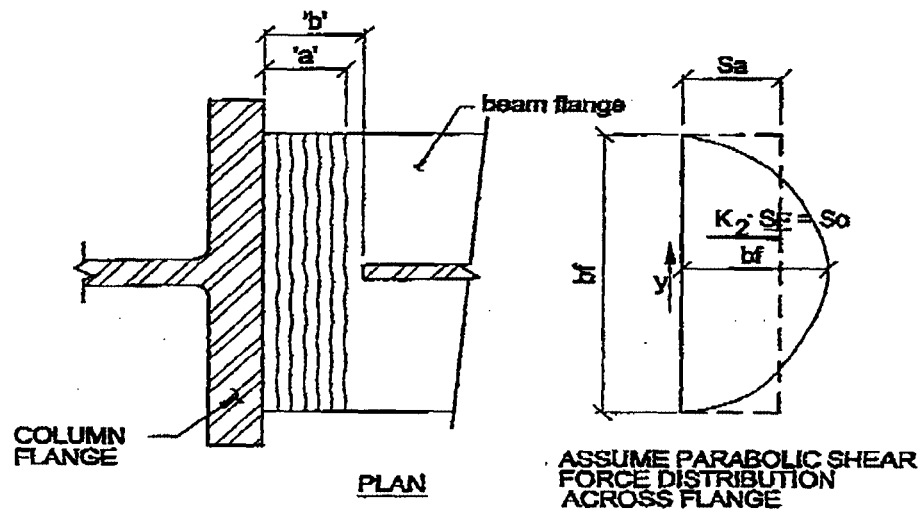 'b'
'a'
beam flange
Sa
K2· SF = So
bf
bf
y
COLUMN
FLANGE
PLAN
ASSUME PARABOLIC SHEAR
FORCE DISTRIBUTION
ACROSS FLANGE